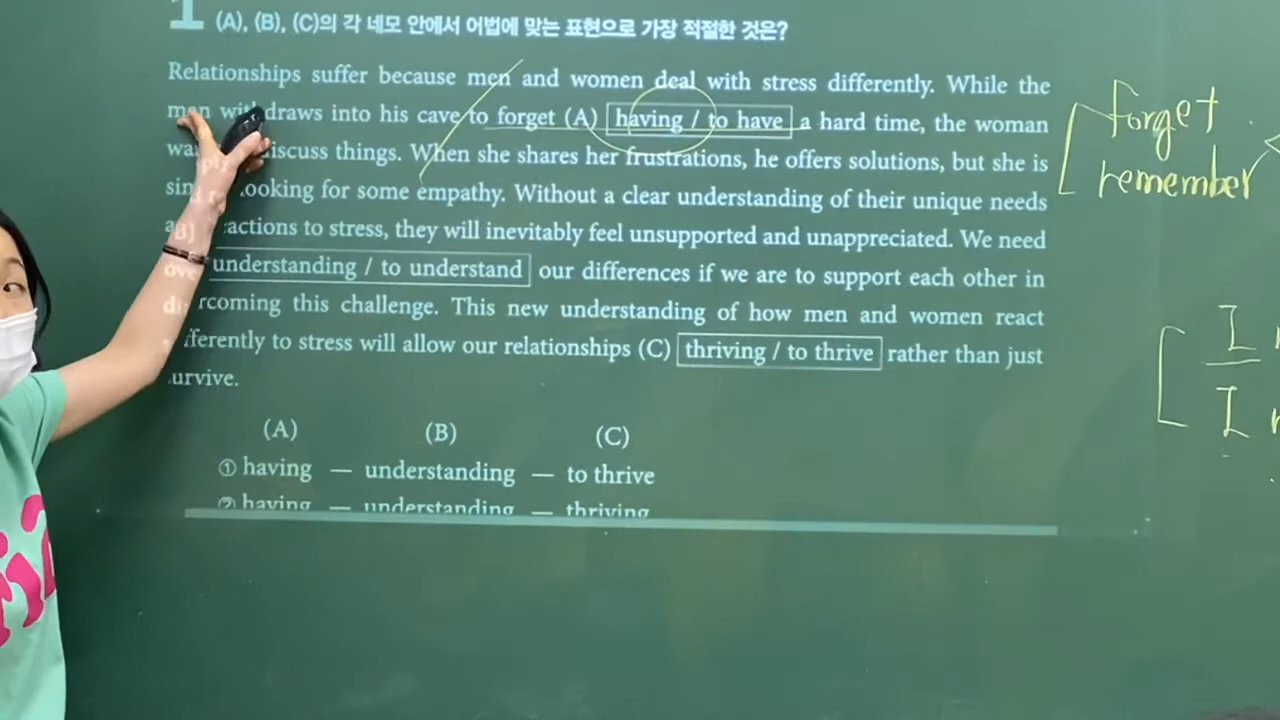 1 (A), (B), (C)의 각 네모 안에서 어법에 맞는 표현으로 가장 적절한 것은?
Relationships suffer because men and women deal with stress differently. While the
men withdraws into his cave to forget (A) having / to have a hard time, the woman
discuss things. When she shares her frustrations, he offers solutions, but she is
looking for some empathy. Without a clear understanding of their unique needs
actions to stress, they will inevitably feel unsupported and unappreciated. We need
understanding / to understand our differences if we are to support each other in
rcoming this challenge. This new understanding of how men and women react
fferently to stress will allow our relationships (C) thriving / to thrive rather than just
urvive.
(A) (B) (C)
① having — understanding — to thrive
② having — understanding — thriving
forget
remember
I
I